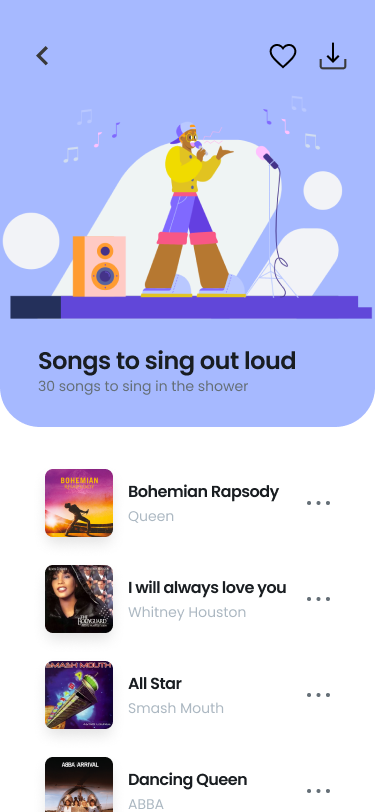 Songs to sing out loud
30 songs to sing in the shower
BOHEMIAN
RHAPSODY
Bohemian Rapsody
Queen
THE
BODYGUARD
I will always love you
Whitney Houston
SMASH MOUTH
All Star
Smash Mouth
ABBA ARRIVAL
Dancing Queen
ABBA